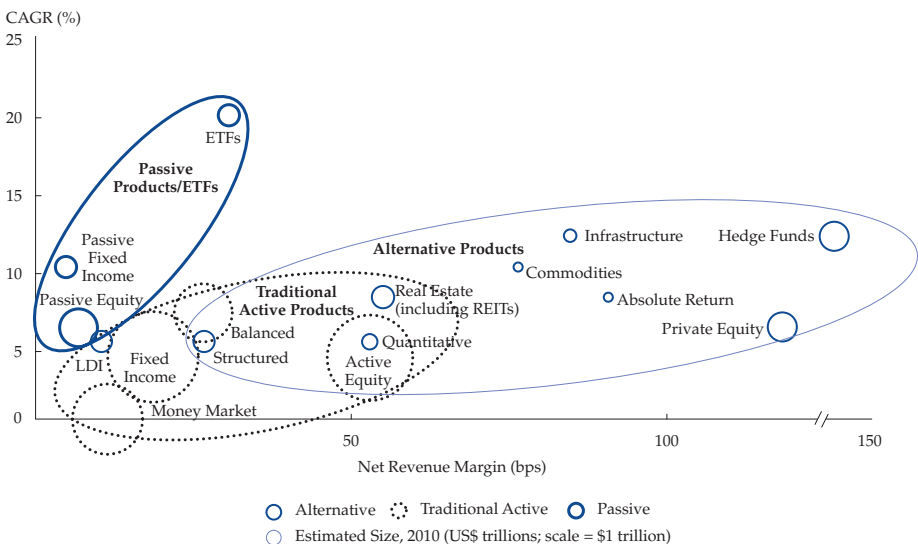 CAGR (%)
25
20
ETFs
Passive
Products/ETFs
15
Infrastructure
Hedge Funds
Passive
Fixed
Income
Alternative Products
10
Commodities
Passive Equity
Traditional
Active Products
Real Estate
(including REITs)
Absolute Return
Balanced
Quantitative
Private Equity
5
LDI
Fixed
Income
Structured
Active
Equity
Money Market
0
50
100
150
Net Revenue Margin (bps)
Alternative
Traditional Active
Passive
Estimated Size, 2010 (US$ trillions; scale = $1 trillion)